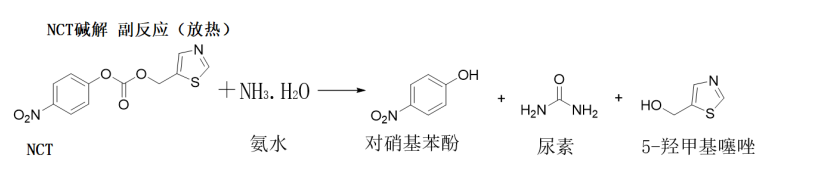 NCT碱解 副反应（放热）
O₂N O O O N S
+ NH₃.H₂O
O₂N OH
+
O H₂N NH₂
+
HO N S
NCT 氨水 对硝基苯酚 尿素 5-羟甲基噻唑